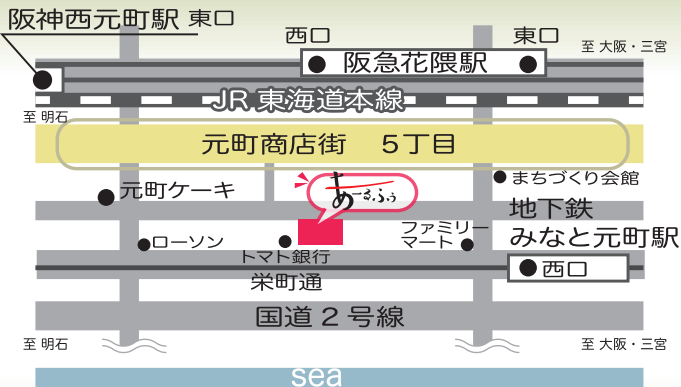 阪神西元町駅 東口
西口
東口
至 大阪・三宮
阪急花隈駅
JR 東海道本線
至 明石
元町商店街　５丁目
まちづくり会館
元町ケーキ
地下鉄
みなと元町駅
ローソン
トマト銀行
ファミリー
マート
西口
栄町通
国道２号線
至 明石
至 大阪・三宮
sea